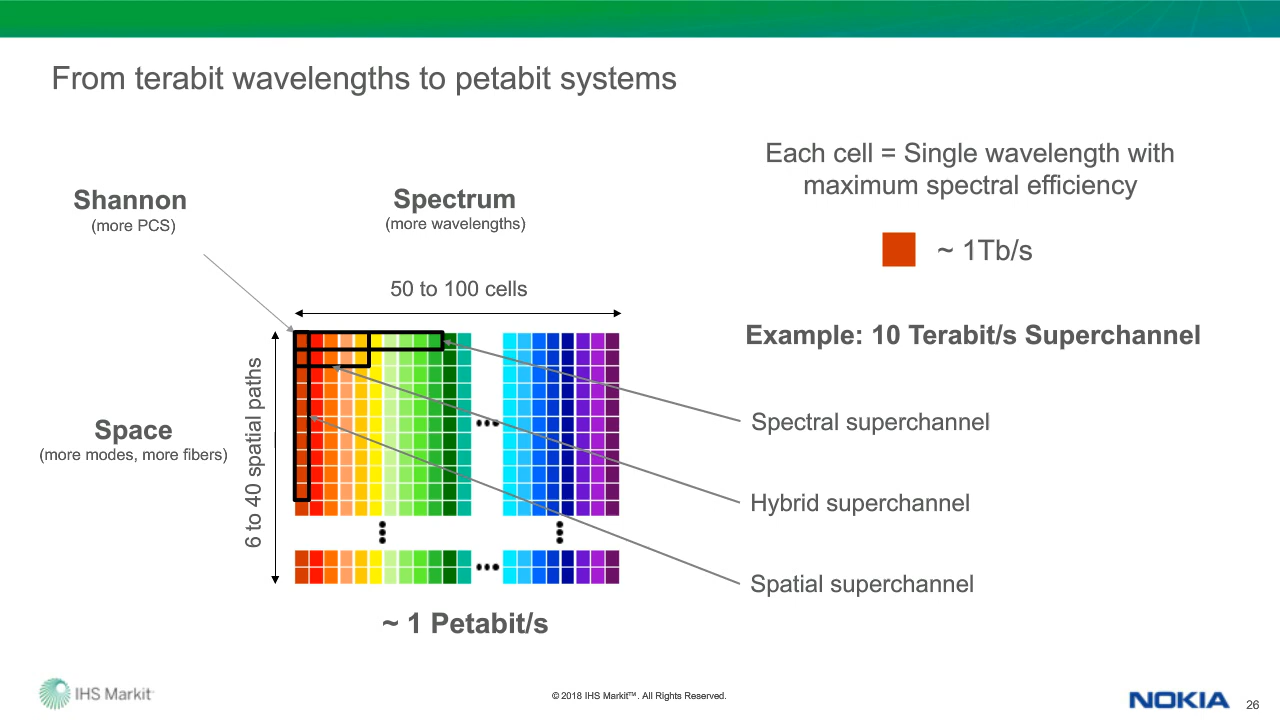 From terabit wavelengths to petabit systems
Each cell = Single wavelength with
maximum spectral efficiency
Shannon
(more PCS)
Spectrum
(more wavelengths)
~ 1Tb/s
50 to 100 cells
Example: 10 Terabit/s Superchannel
6 to 40 spatial paths
Space
(more modes, more fibers)
Spectral superchannel
Hybrid superchannel
Spatial superchannel
~ 1 Petabit/s
IHS Markit™
© 2018 IHS Markit™. All Rights Reserved.
NOKIA
26